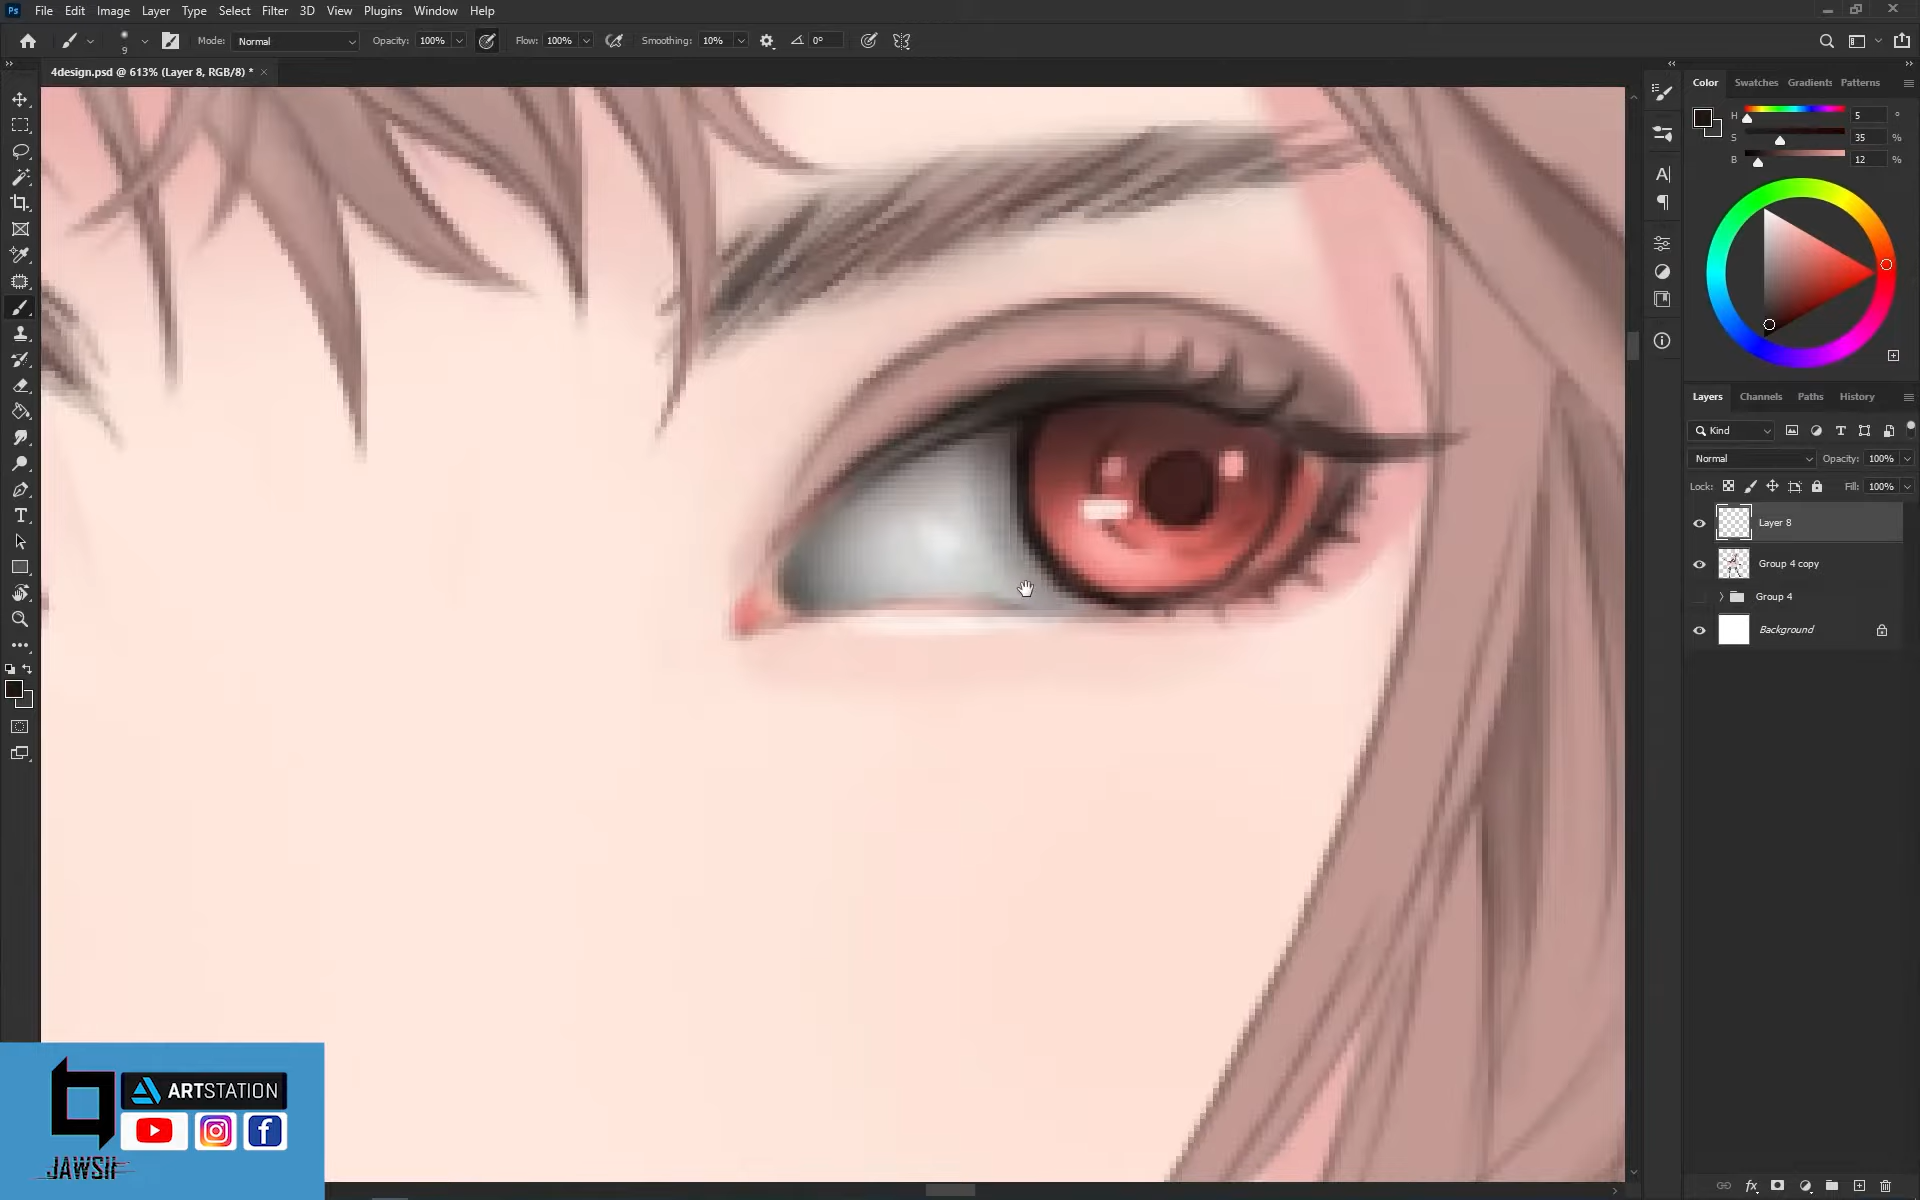 Ps File Edit Image Layer Type Select Filter 3D View Plugins Window Help
9 Mode: Normal Opacity: 100% Flow: 100% Smoothing: 10% 0°
4design.psd @ 613% (Layer 8, RGB/8) * ×
Color Swatches Gradients Patterns
H 5 °
S 35 %
B 12 %
Layers Channels Paths History
Kind
Normal Opacity: 100%
Lock: Fill: 100%
Layer 8
Group 4 copy
Group 4
Background
ARTSTATION
JAWSII